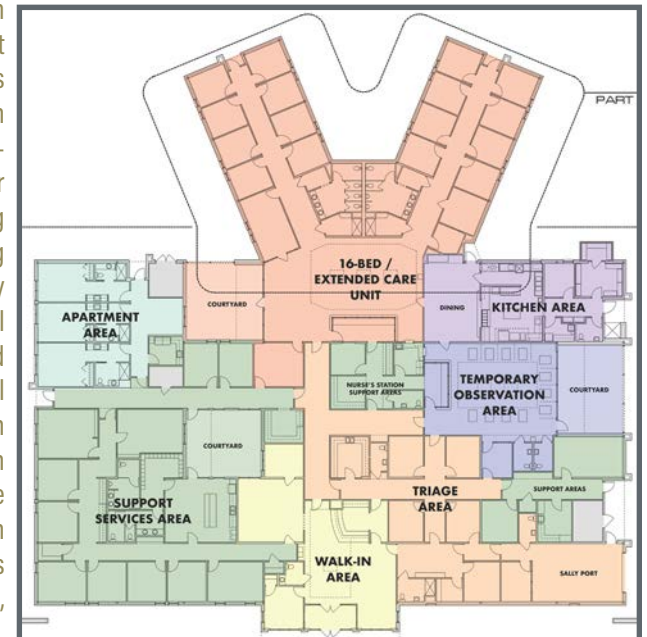 PART
16-BED /
EXTENDED CARE
UNIT
COURTYARD
DINING
KITCHEN AREA
APARTMENT
AREA
NURSE'S STATION
SUPPORT AREAS
TEMPORARY
OBSERVATION
AREA
COURTYARD
COURTYARD
SUPPORT
SERVICES AREA
TRIAGE
AREA
SUPPORT AREAS
WALK-IN
AREA
SALLY PORT